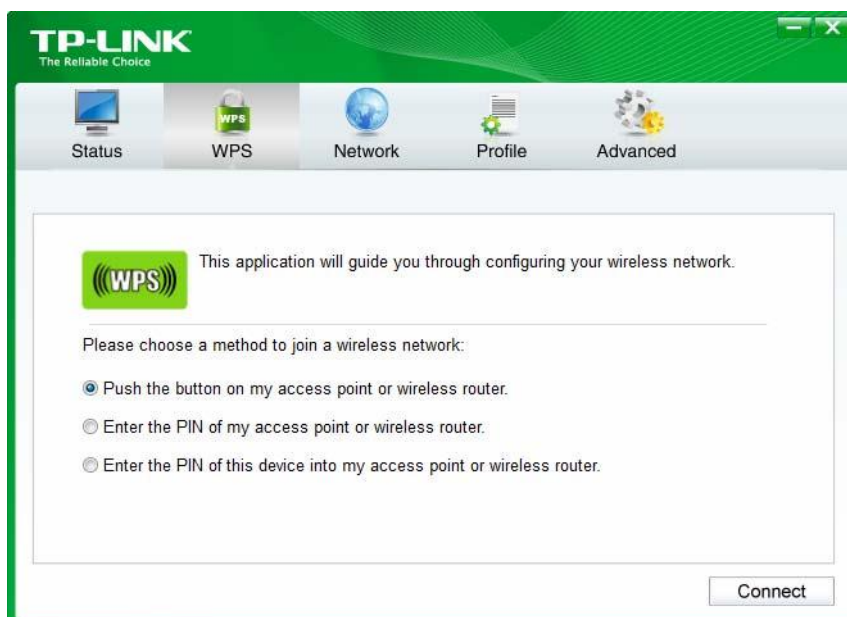 TP-LINK
The Reliable Choice
Status
WPS
WPS
Network
Profile
Advanced
(((WPS)))
This application will guide you through configuring your wireless network.
Please choose a method to join a wireless network:
Push the button on my access point or wireless router.
Enter the PIN of my access point or wireless router.
Enter the PIN of this device into my access point or wireless router.
Connect